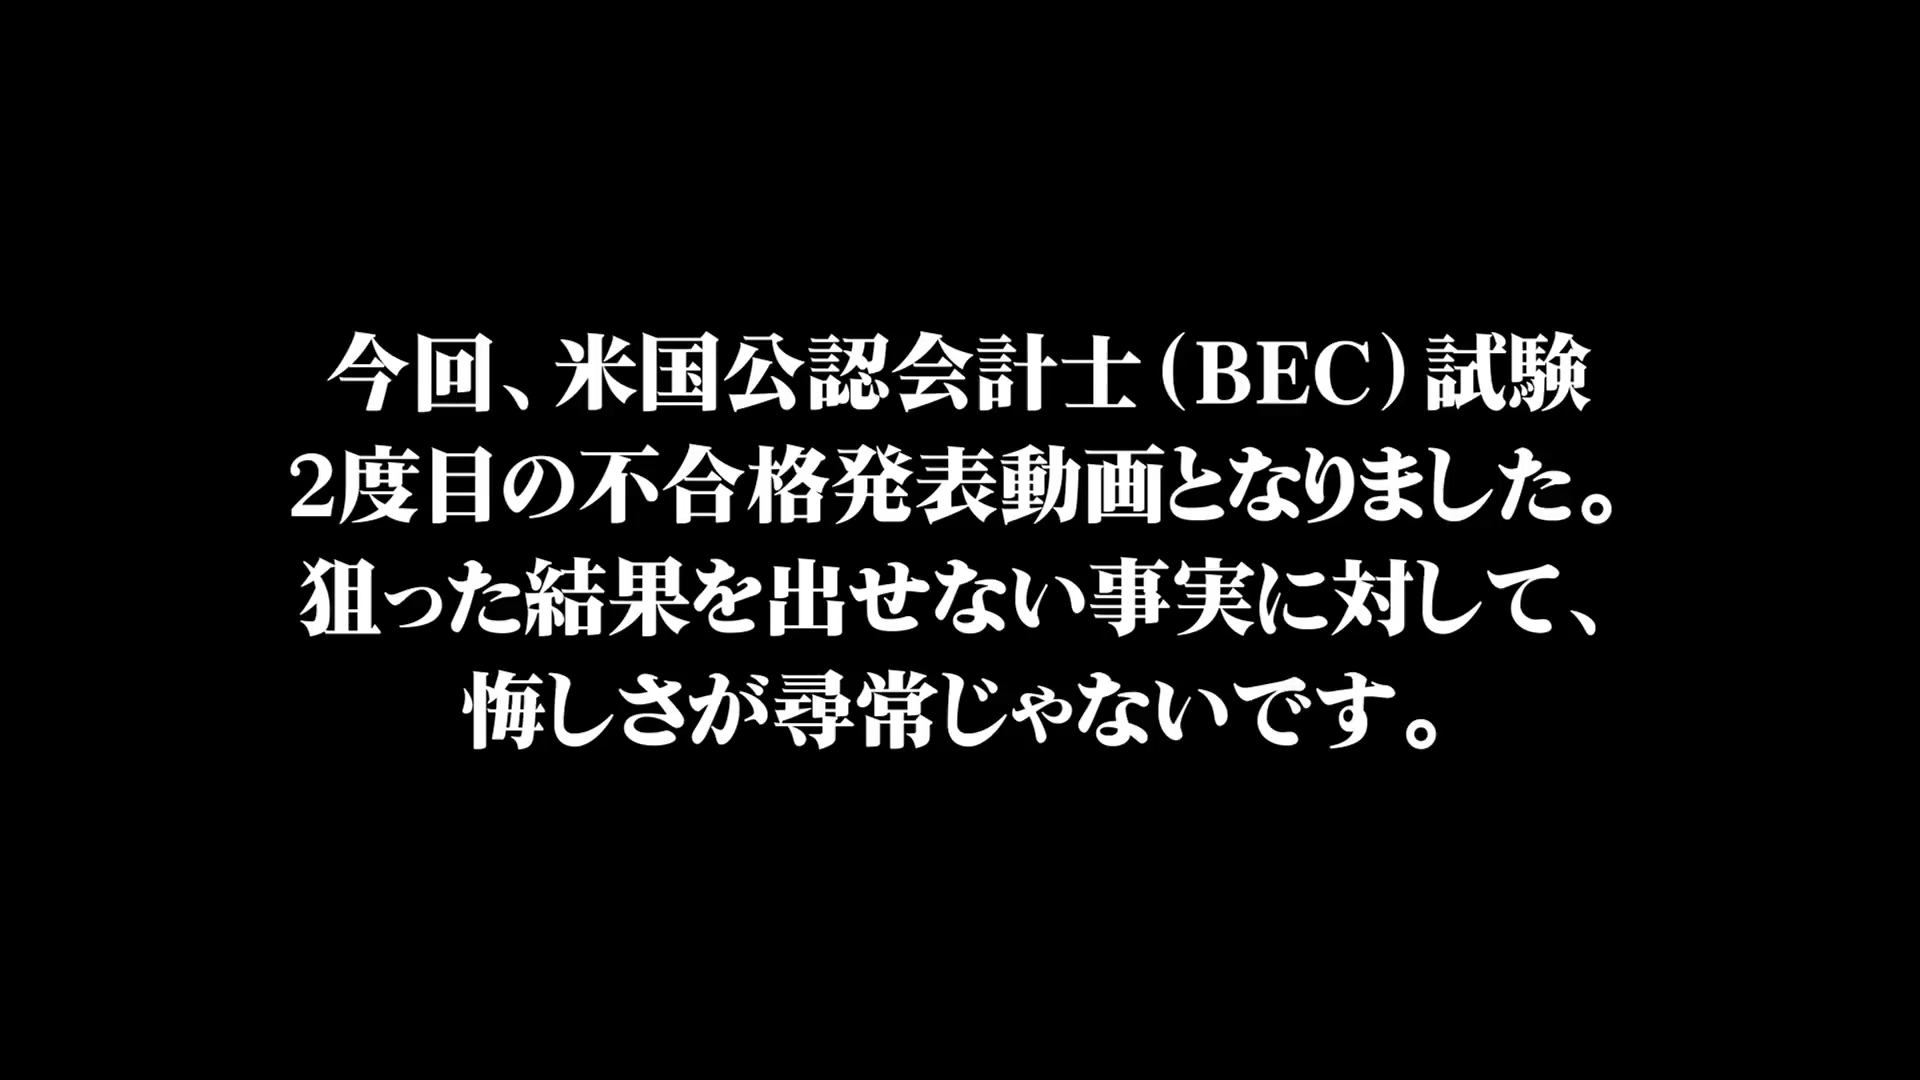 今回、米国公認会計士（BEC）試験
2度目の不合格発表動画となりました。
狙った結果を出せない事実に対して、
悔しさが尋常じゃないです。